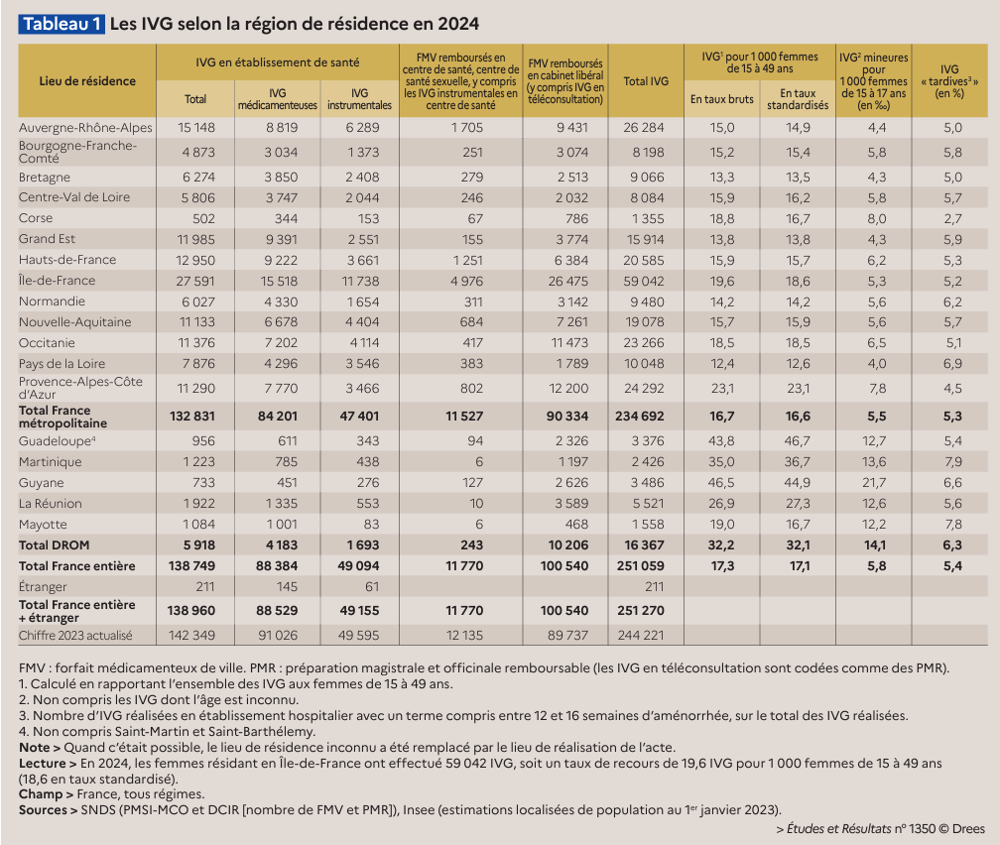 Tableau 1 Les IVG selon la région de résidence en 2024
Lieu de résidence
IVG en établissement de santé
Total
IVG
médicamenteuses
IVG
instrumentales
FMV remboursés en
centre de santé, centre de
santé sexuelle, y compris
les IVG instrumentales en
centre de santé
FMV remboursés
en cabinet libéral
(y compris IVG en
téléconsultation)
Total IVG
IVG¹ pour 1 000 femmes
de 15 à 49 ans
En taux bruts
En taux
standardisés
IVG² mineures
pour
1 000 femmes
de 15 à 17 ans
(en ‰)
IVG
« tardives³ »
(en %)
Auvergne-Rhône-Alpes 15 148 8 819 6 289 1 705 9 431 26 284 15,0 14,9 4,4 5,0
Bourgogne-Franche-
Comté 4 873 3 034 1 373 251 3 074 8 198 15,2 15,4 5,8 5,8
Bretagne 6 274 3 850 2 408 279 2 513 9 066 13,3 13,5 4,3 5,0
Centre-Val de Loire 5 806 3 747 2 044 246 2 032 8 084 15,9 16,2 5,8 5,7
Corse 502 344 153 67 786 1 355 18,8 16,7 8,0 2,7
Grand Est 11 985 9 391 2 551 155 3 774 15 914 13,8 13,8 4,3 5,9
Hauts-de-France 12 950 9 222 3 661 1 251 6 384 20 585 15,9 15,7 6,2 5,3
Île-de-France 27 591 15 518 11 738 4 976 26 475 59 042 19,6 18,6 5,3 5,2
Normandie 6 027 4 330 1 654 311 3 142 9 480 14,2 14,2 5,6 6,2
Nouvelle-Aquitaine 11 133 6 678 4 404 684 7 261 19 078 15,7 15,9 5,6 5,7
Occitanie 11 376 7 202 4 114 417 11 473 23 266 18,5 18,5 6,5 5,1
Pays de la Loire 7 876 4 296 3 546 383 1 789 10 048 12,4 12,6 4,0 6,9
Provence-Alpes-Côte
d'Azur 11 290 7 770 3 466 802 12 200 24 292 23,1 23,1 7,8 4,5
Total France
métropolitaine 132 831 84 201 47 401 11 527 90 334 234 692 16,7 16,6 5,5 5,3
Guadeloupe⁴ 956 611 343 94 2 326 3 376 43,8 46,7 12,7 5,4
Martinique 1 223 785 438 6 1 197 2 426 35,0 36,7 13,6 7,9
Guyane 733 451 276 127 2 626 3 486 46,5 44,9 21,7 6,6
La Réunion 1 922 1 335 553 10 3 589 5 521 26,9 27,3 12,6 5,6
Mayotte 1 084 1 001 83 6 468 1 558 19,0 16,7 12,2 7,8
Total DROM 5 918 4 183 1 693 243 10 206 16 367 32,2 32,1 14,1 6,3
Total France entière 138 749 88 384 49 094 11 770 100 540 251 059 17,3 17,1 5,8 5,4
Étranger 211 145 61 211
Total France entière
+ étranger 138 960 88 529 49 155 11 770 100 540 251 270
Chiffre 2023 actualisé 142 349 91 026 49 595 12 135 89 737 244 221
FMV : forfait médicamenteux de ville. PMR : préparation magistrale et officinale remboursable (les IVG en téléconsultation sont codées comme des PMR).
1. Calculé en rapportant l'ensemble des IVG aux femmes de 15 à 49 ans.
2. Non compris les IVG dont l'âge est inconnu.
3. Nombre d'IVG réalisées en établissement hospitalier avec un terme compris entre 12 et 16 semaines d'aménorrhée, sur le total des IVG réalisées.
4. Non compris Saint-Martin et Saint-Barthélemy.
Note > Quand c'était possible, le lieu de résidence inconnu a été remplacé par le lieu de réalisation de l'acte.
Lecture > En 2024, les femmes résidant en Île-de-France ont effectué 59 042 IVG, soit un taux de recours de 19,6 IVG pour 1 000 femmes de 15 à 49 ans
(18,6 en taux standardisé).
Champ > France, tous régimes.
Sources > SNDS (PMSI-MCO et DCIR [nombre de FMV et PMR]), Insee (estimations localisées de population au 1er janvier 2023).
> Études et Résultats n° 1350 © Drees